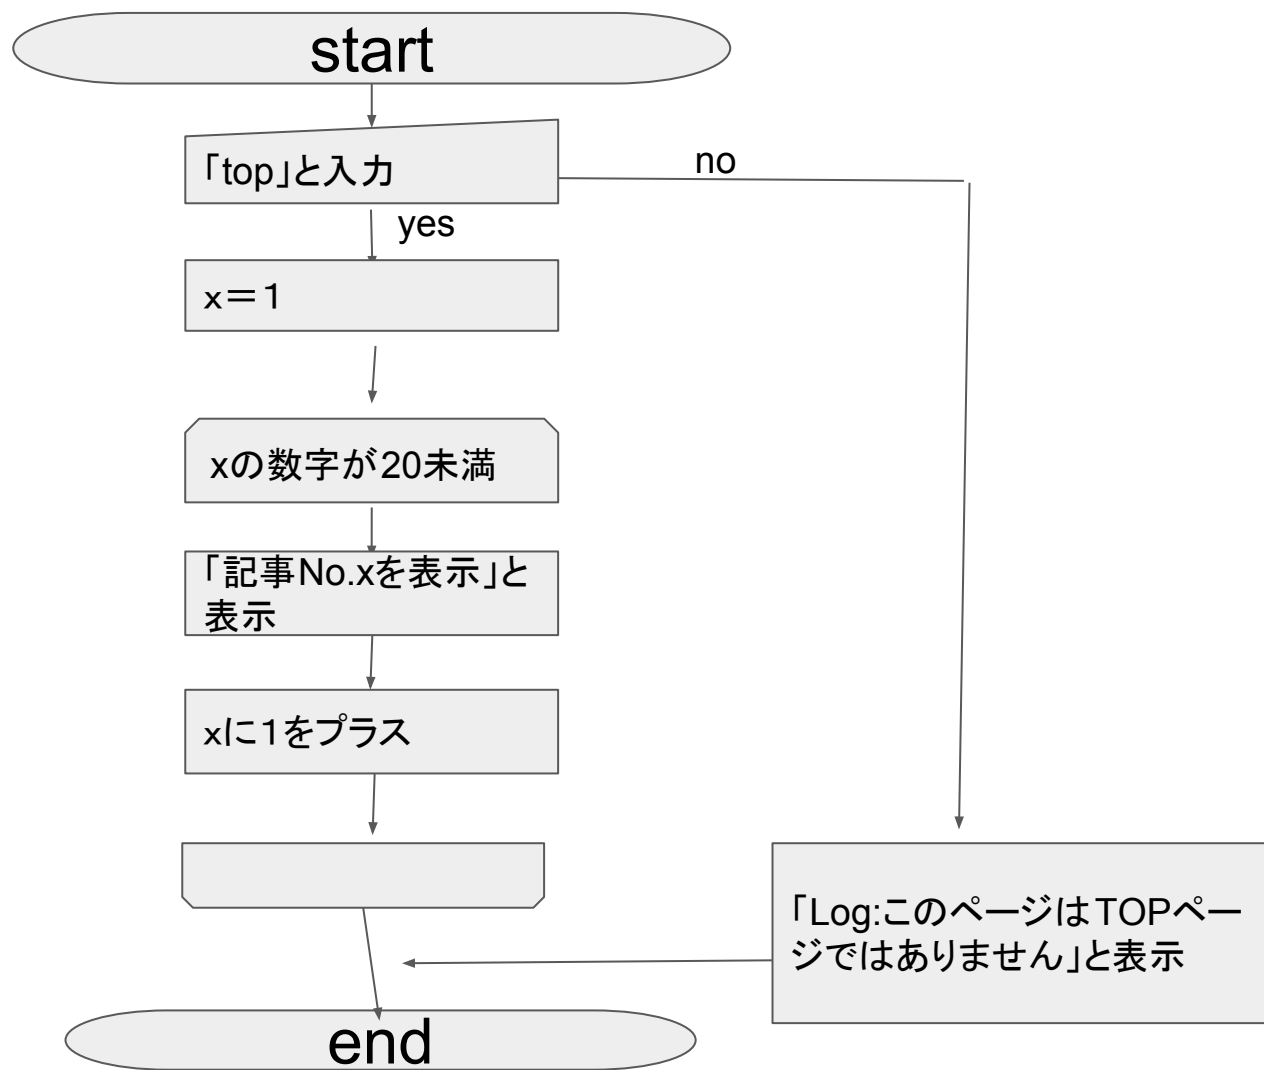 start
「top」と入力
no
yes
x＝１
xの数字が20未満
「記事No.xを表示」と
表示
xに１をプラス
「Log:このページはTOPペー
ジではありません」と表示
end